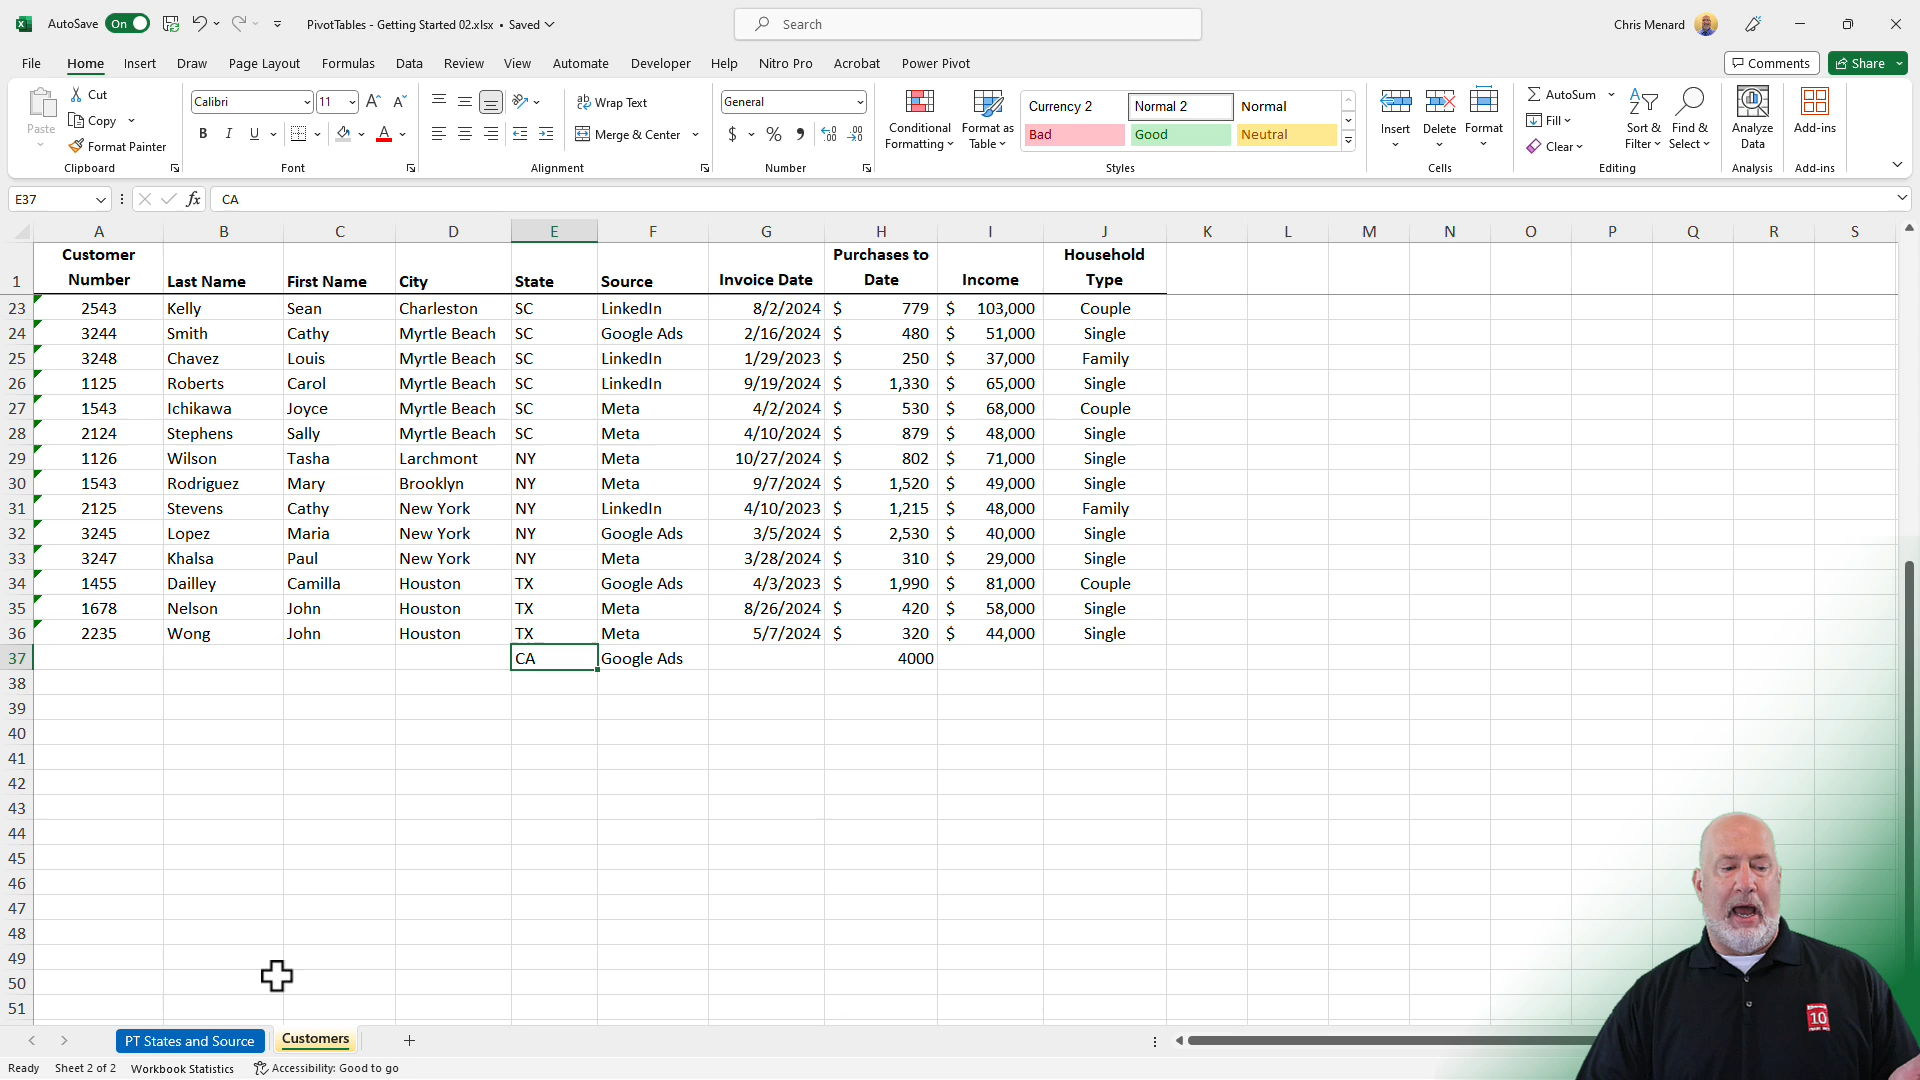 AutoSave On PivotTables - Getting Started 02.xlsx • Saved Search Chris Menard
File Home Insert Draw Page Layout Formulas Data Review View Automate Developer Help Nitro Pro Acrobat Power Pivot Comments Share
Paste Cut Copy Format Painter Clipboard
Calibri 11 B I U A Font
Wrap Text Merge & Center Alignment
General $ % Number
Conditional Formatting Format as Table
Currency 2 Normal 2 Normal
Bad Good Neutral
Styles
Insert Delete Format Cells
AutoSum Fill Clear Sort & Filter Find & Select Editing
Analyze Data Analysis
Add-ins Add-ins
E37 fx CA
A B C D E F G H I J K L M N O P Q R S
1 Customer Number Last Name First Name City State Source Invoice Date Purchases to Date Income Household Type
23 2543 Kelly Sean Charleston SC LinkedIn 8/2/2024 $ 779 $ 103,000 Couple
24 3244 Smith Cathy Myrtle Beach SC Google Ads 2/16/2024 $ 480 $ 51,000 Single
25 3248 Chavez Louis Myrtle Beach SC LinkedIn 1/29/2023 $ 250 $ 37,000 Family
26 1125 Roberts Carol Myrtle Beach SC LinkedIn 9/19/2024 $ 1,330 $ 65,000 Single
27 1543 Ichikawa Joyce Myrtle Beach SC Meta 4/2/2024 $ 530 $ 68,000 Couple
28 2124 Stephens Sally Myrtle Beach SC Meta 4/10/2024 $ 879 $ 48,000 Single
29 1126 Wilson Tasha Larchmont NY Meta 10/27/2024 $ 802 $ 71,000 Single
30 1543 Rodriguez Mary Brooklyn NY Meta 9/7/2024 $ 1,520 $ 49,000 Single
31 2125 Stevens Cathy New York NY LinkedIn 4/10/2023 $ 1,215 $ 48,000 Family
32 3245 Lopez Maria New York NY Google Ads 3/5/2024 $ 2,530 $ 40,000 Single
33 3247 Khalsa Paul New York NY Meta 3/28/2024 $ 310 $ 29,000 Single
34 1455 Dailley Camilla Houston TX Google Ads 4/3/2023 $ 1,990 $ 81,000 Couple
35 1678 Nelson John Houston TX Meta 8/26/2024 $ 420 $ 58,000 Single
36 2235 Wong John Houston TX Meta 5/7/2024 $ 320 $ 44,000 Single
37 CA Google Ads 4000
38
39
40
41
42
43
44
45
46
47
48
49
50
51
10
PT States and Source Customers
Ready Sheet 2 of 2 Workbook Statistics Accessibility: Good to go